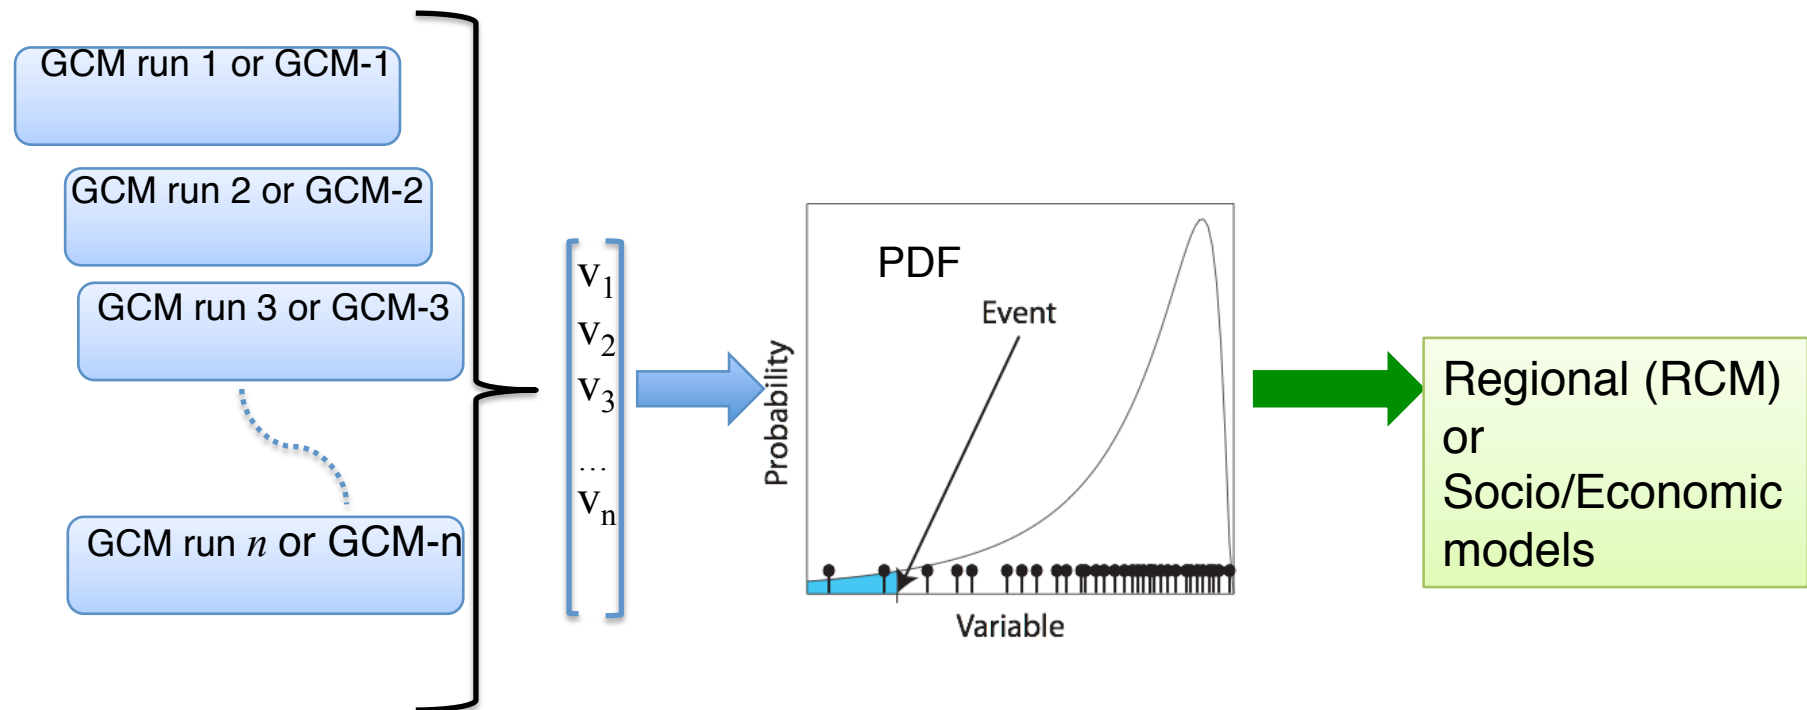 GCM run 1 or GCM-1
GCM run 2 or GCM-2
GCM run 3 or GCM-3
GCM run n or GCM-n
v1
v2
v3
...
vn
PDF
Event
Probability
Variable
Regional (RCM)
or
Socio/Economic
models